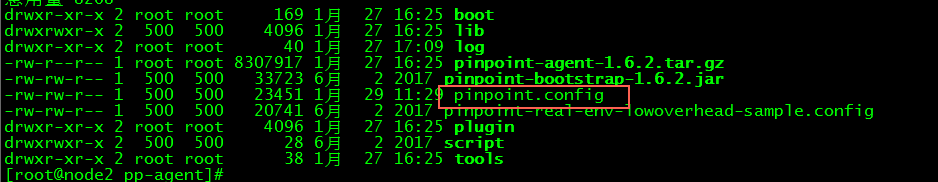 drwxr-xr-x 2 root root     169 1月  27 16:25 boot
drwxrwxr-x 2  500  500    4096 1月  27 16:25 lib
drwxr-xr-x 2 root root      40 1月  27 17:09 log
-rw-r--r-- 1 root root 8307917 1月  27 16:25 pinpoint-agent-1.6.2.tar.gz
-rw-rw-r-- 1  500  500   33723 6月   2 2017 pinpoint-bootstrap-1.6.2.jar
-rw-rw-r-- 1  500  500   23451 1月  29 11:29 pinpoint.config
-rw-rw-r-- 1  500  500   20741 6月   2 2017 pinpoint-real-env-lowoverhead-sample.config
drwxr-xr-x 2 root root    4096 1月  27 16:25 plugin
drwxrwxr-x 2  500  500      28 6月   2 2017 script
drwxr-xr-x 2 root root      38 1月  27 16:25 tools
[root@node2 pp-agent]#